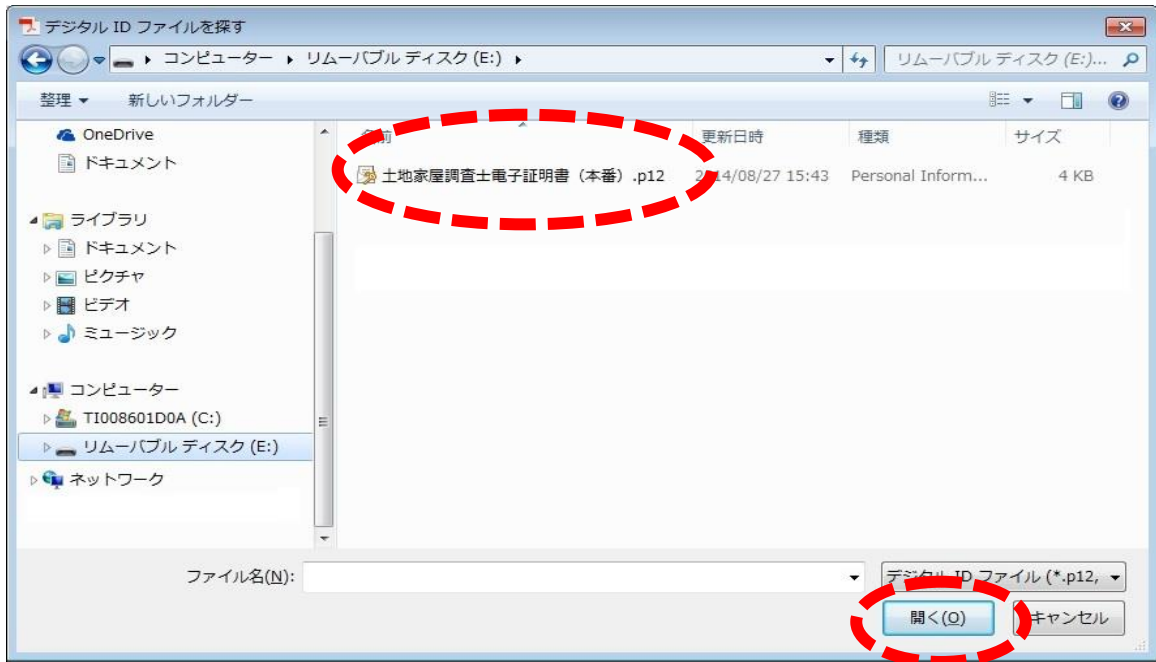 デジタル ID ファイルを探す
コンピューター ▸ リムーバブル ディスク (E:) ▸ リムーバブル ディスク (E:)...
整理 ▼ 新しいフォルダー
名前 更新日時 種類 サイズ
土地家屋調査士電子証明書（本番）.p12 2014/08/27 15:43 Personal Inform... 4 KB
OneDrive
ドキュメント
ライブラリ
ドキュメント
ピクチャ
ビデオ
ミュージック
コンピューター
TI008601D0A (C:)
リムーバブル ディスク (E:)
ネットワーク
ファイル名(N):
デジタル ID ファイル (*.p12,
開く(O) キャンセル